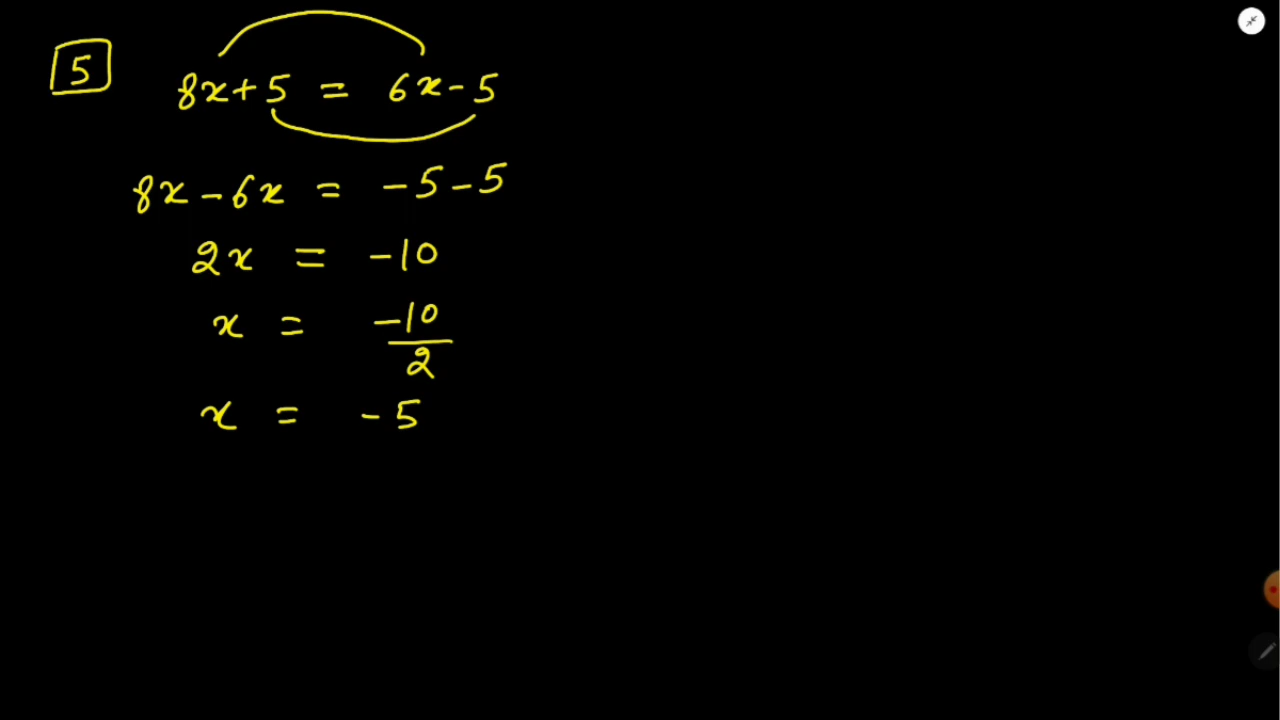 5
8x+5 = 6x-5
8x-6x = -5-5
2x = -10
x = -10/2
x = -5